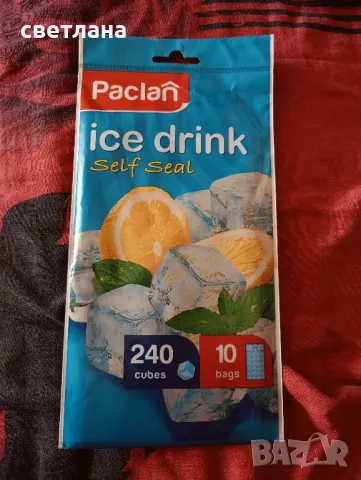 светлана
Paclan
ice drink
Self Seal
240
cubes
10
bags
BAZAR